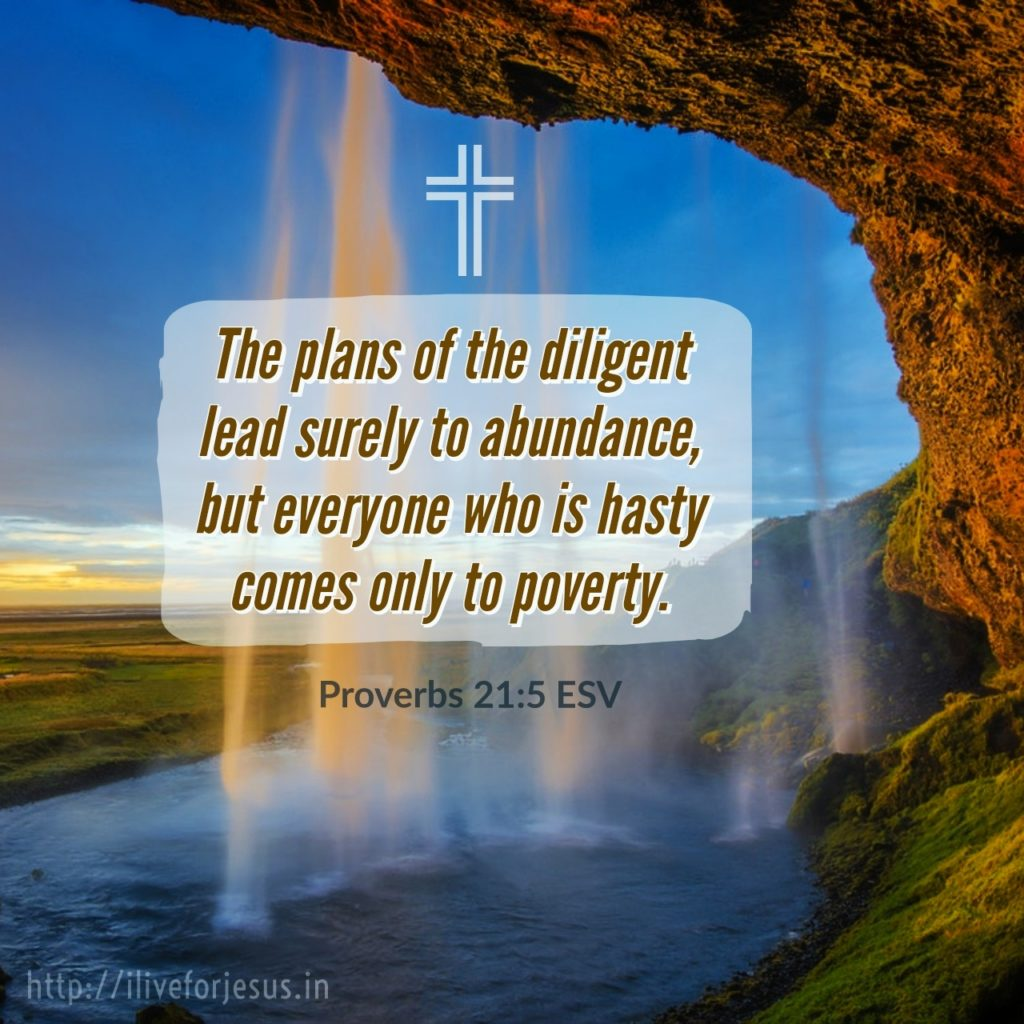 The plans of the diligent
lead surely to abundance,
but everyone who is hasty
comes only to poverty.
Proverbs 21:5 ESV
http://iliveforjesus.in